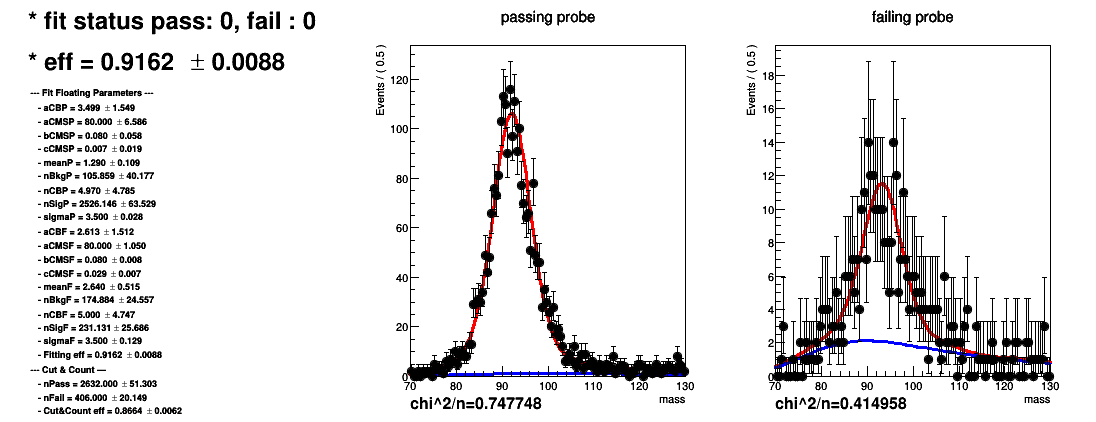 * fit status pass: 0, fail : 0
* eff = 0.9162 ± 0.0088
--- Fit Floating Parameters ---
- aCBP = 3.499 ± 1.549
- aCMSP = 80.000 ± 6.586
- bCMSP = 0.080 ± 0.058
- cCMSP = 0.007 ± 0.019
- meanP = 1.290 ± 0.109
- nBkgP = 105.859 ± 40.177
- nCBP = 4.970 ± 4.785
- nSigP = 2526.146 ± 63.529
- sigmaP = 3.500 ± 0.028
- aCBF = 2.613 ± 1.512
- aCMSF = 80.000 ± 1.050
- bCMSF = 0.080 ± 0.008
- cCMSF = 0.029 ± 0.007
- meanF = 2.640 ± 0.515
- nBkgF = 174.884 ± 24.557
- nCBF = 5.000 ± 4.747
- nSigF = 231.131 ± 25.686
- sigmaF = 3.500 ± 0.129
- Fitting eff = 0.9162 ± 0.0088
--- Cut & Count ---
- nPass = 2632.000 ± 51.303
- nFail = 406.000 ± 20.149
- Cut&Count eff = 0.8664 ± 0.0062
passing probe
Events / ( 0.5 )
120
100
80
60
40
20
0
70 80 90 100 110 120 130
mass
chi^2/n=0.747748
failing probe
Events / ( 0.5 )
18
16
14
12
10
8
6
4
2
0
70 80 90 100 110 120 130
mass
chi^2/n=0.414958